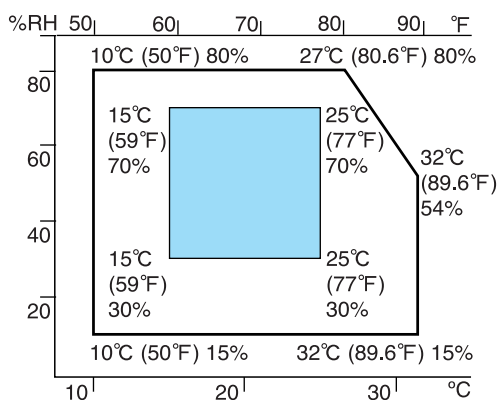 %RH 50 60 70 80 90 °F
10℃ (50°F) 80% 27℃ (80.6°F) 80%
80
15℃
(59°F)
70%
25℃
(77°F)
70%
60
32℃
(89.6°F)
54%
40
15℃
(59°F)
30%
25℃
(77°F)
30%
20
10℃ (50°F) 15% 32℃ (89.6°F) 15%
10 20 30 ℃